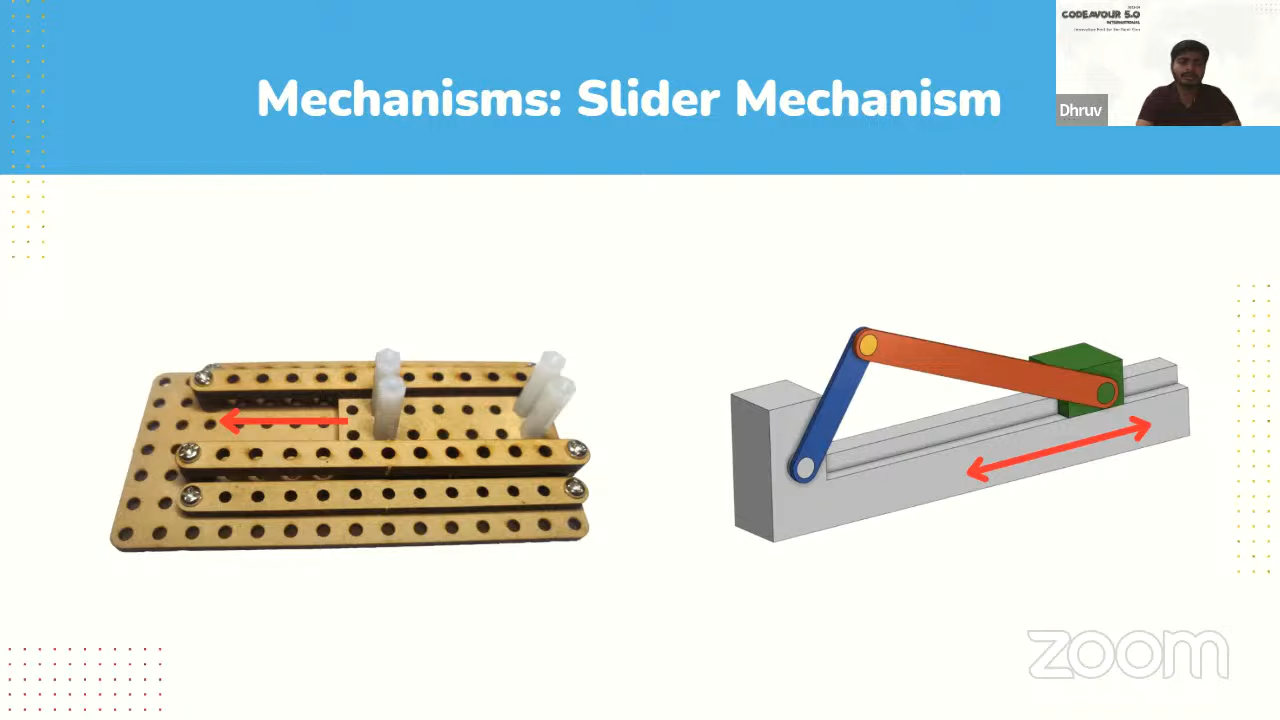 Mechanisms: Slider Mechanism
CODEAVOUR 5.0
INTERNATIONAL
Dhruv
zoom